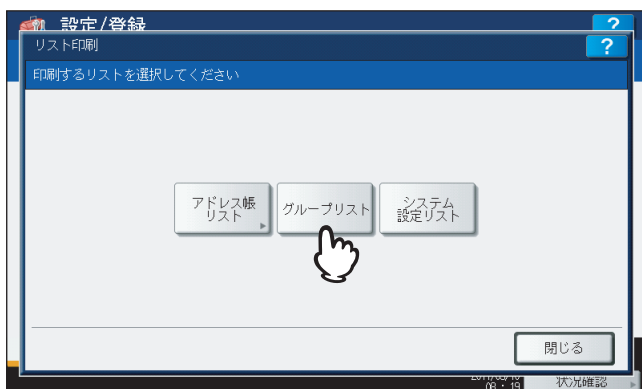 設定/登録
?
リスト印刷
?
印刷するリストを選択してください
アドレス帳
リスト
グループリスト
システム
設定リスト
閉じる
状況確認